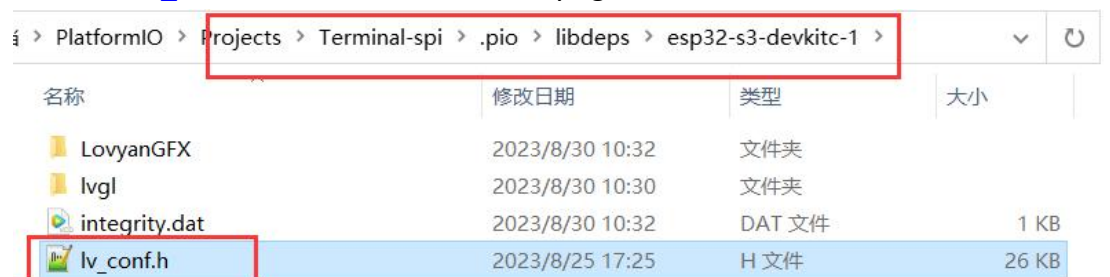 > PlatformIO > Projects > Terminal-spi > .pio > libdeps > esp32-s3-devkitc-1 >
名称 修改日期 类型 大小
LovyanGFX 2023/8/30 10:32 文件夹
lvgl 2023/8/30 10:30 文件夹
integrity.dat 2023/8/30 10:32 DAT 文件 1 KB
lv_conf.h 2023/8/25 17:25 H 文件 26 KB